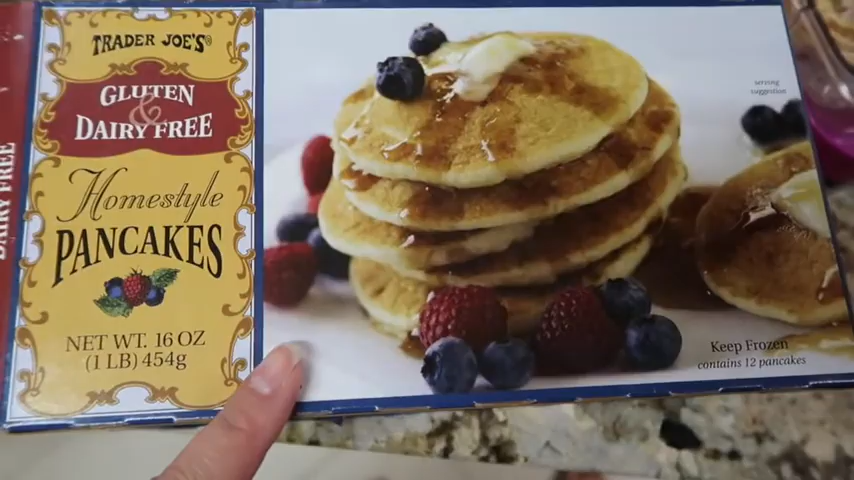 TRADER JOE'S®
GLUTEN
& DAIRY FREE
Homestyle
PANCAKES
NET WT. 16 OZ
(1 LB) 454g
serving
suggestion
Keep Frozen
contains 12 pancakes
DAIRY FREE